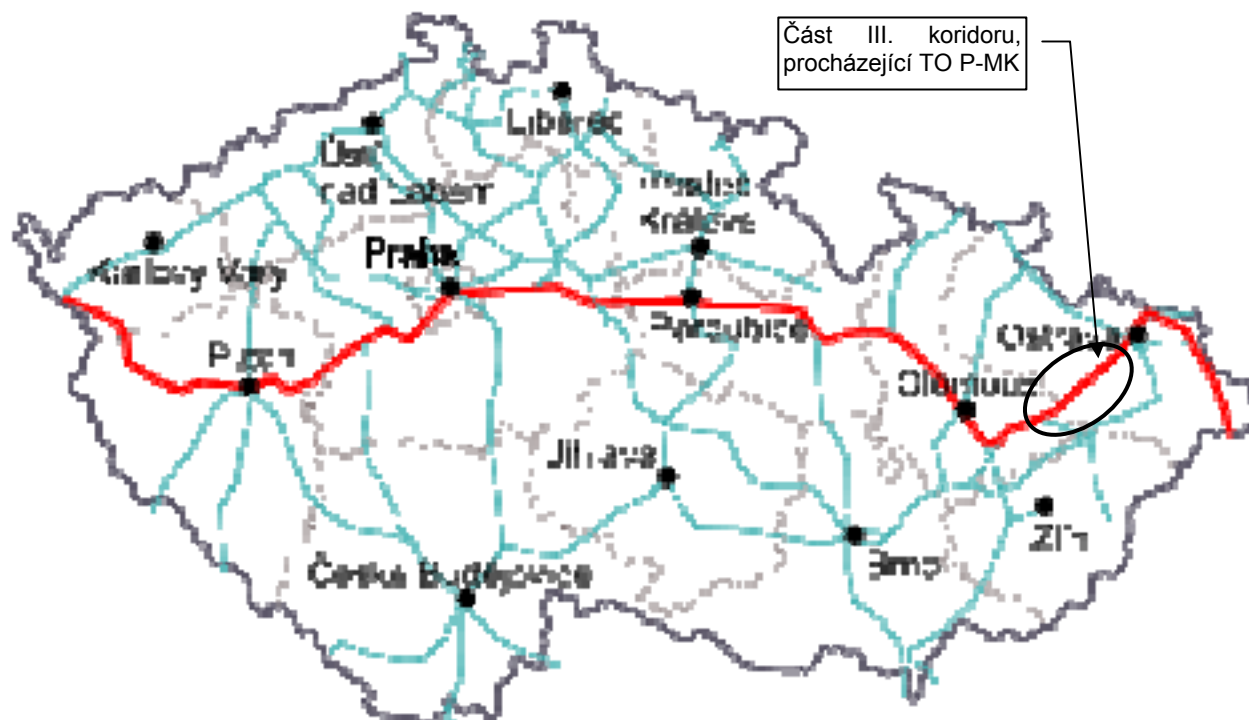 Část III. koridoru,
procházející TO P-MK
Liberec
Ústí
nad Labem
Králové
Praha
Karlovy Vary
Pardubice
Ostrava
Plzeň
Olomouc
Jihlava
Zlín
Brno
České Budějovice